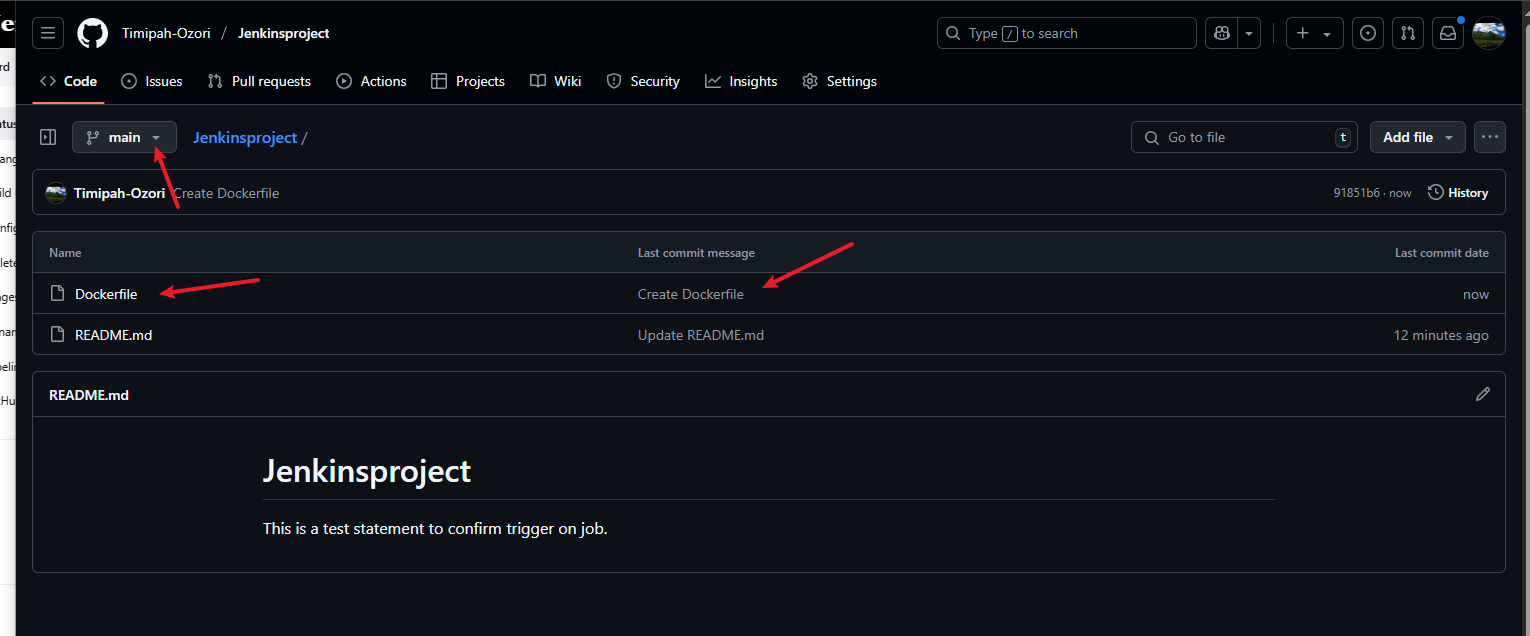 Timipah-Ozori / Jenkinsproject
Type / to search
Code
Issues
Pull requests
Actions
Projects
Wiki
Security
Insights
Settings
main
Jenkinsproject /
Go to file
t
Add file
Timipah-Ozori Create Dockerfile
91851b6 · now
History
Name Last commit message Last commit date
Dockerfile Create Dockerfile now
README.md Update README.md 12 minutes ago
README.md
Jenkinsproject
This is a test statement to confirm trigger on job.